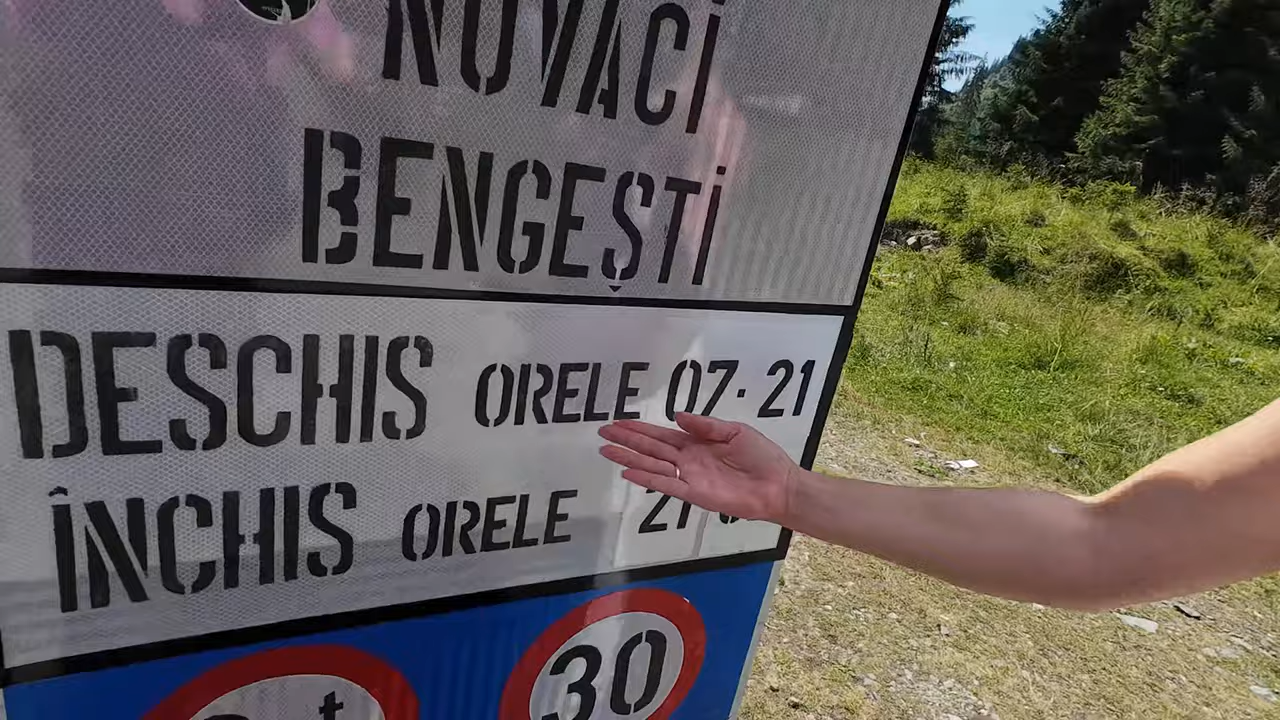 NOVACI
BENGEȘTI
DESCHIS ORELE 07·21
ÎNCHIS ORELE 21
30
t